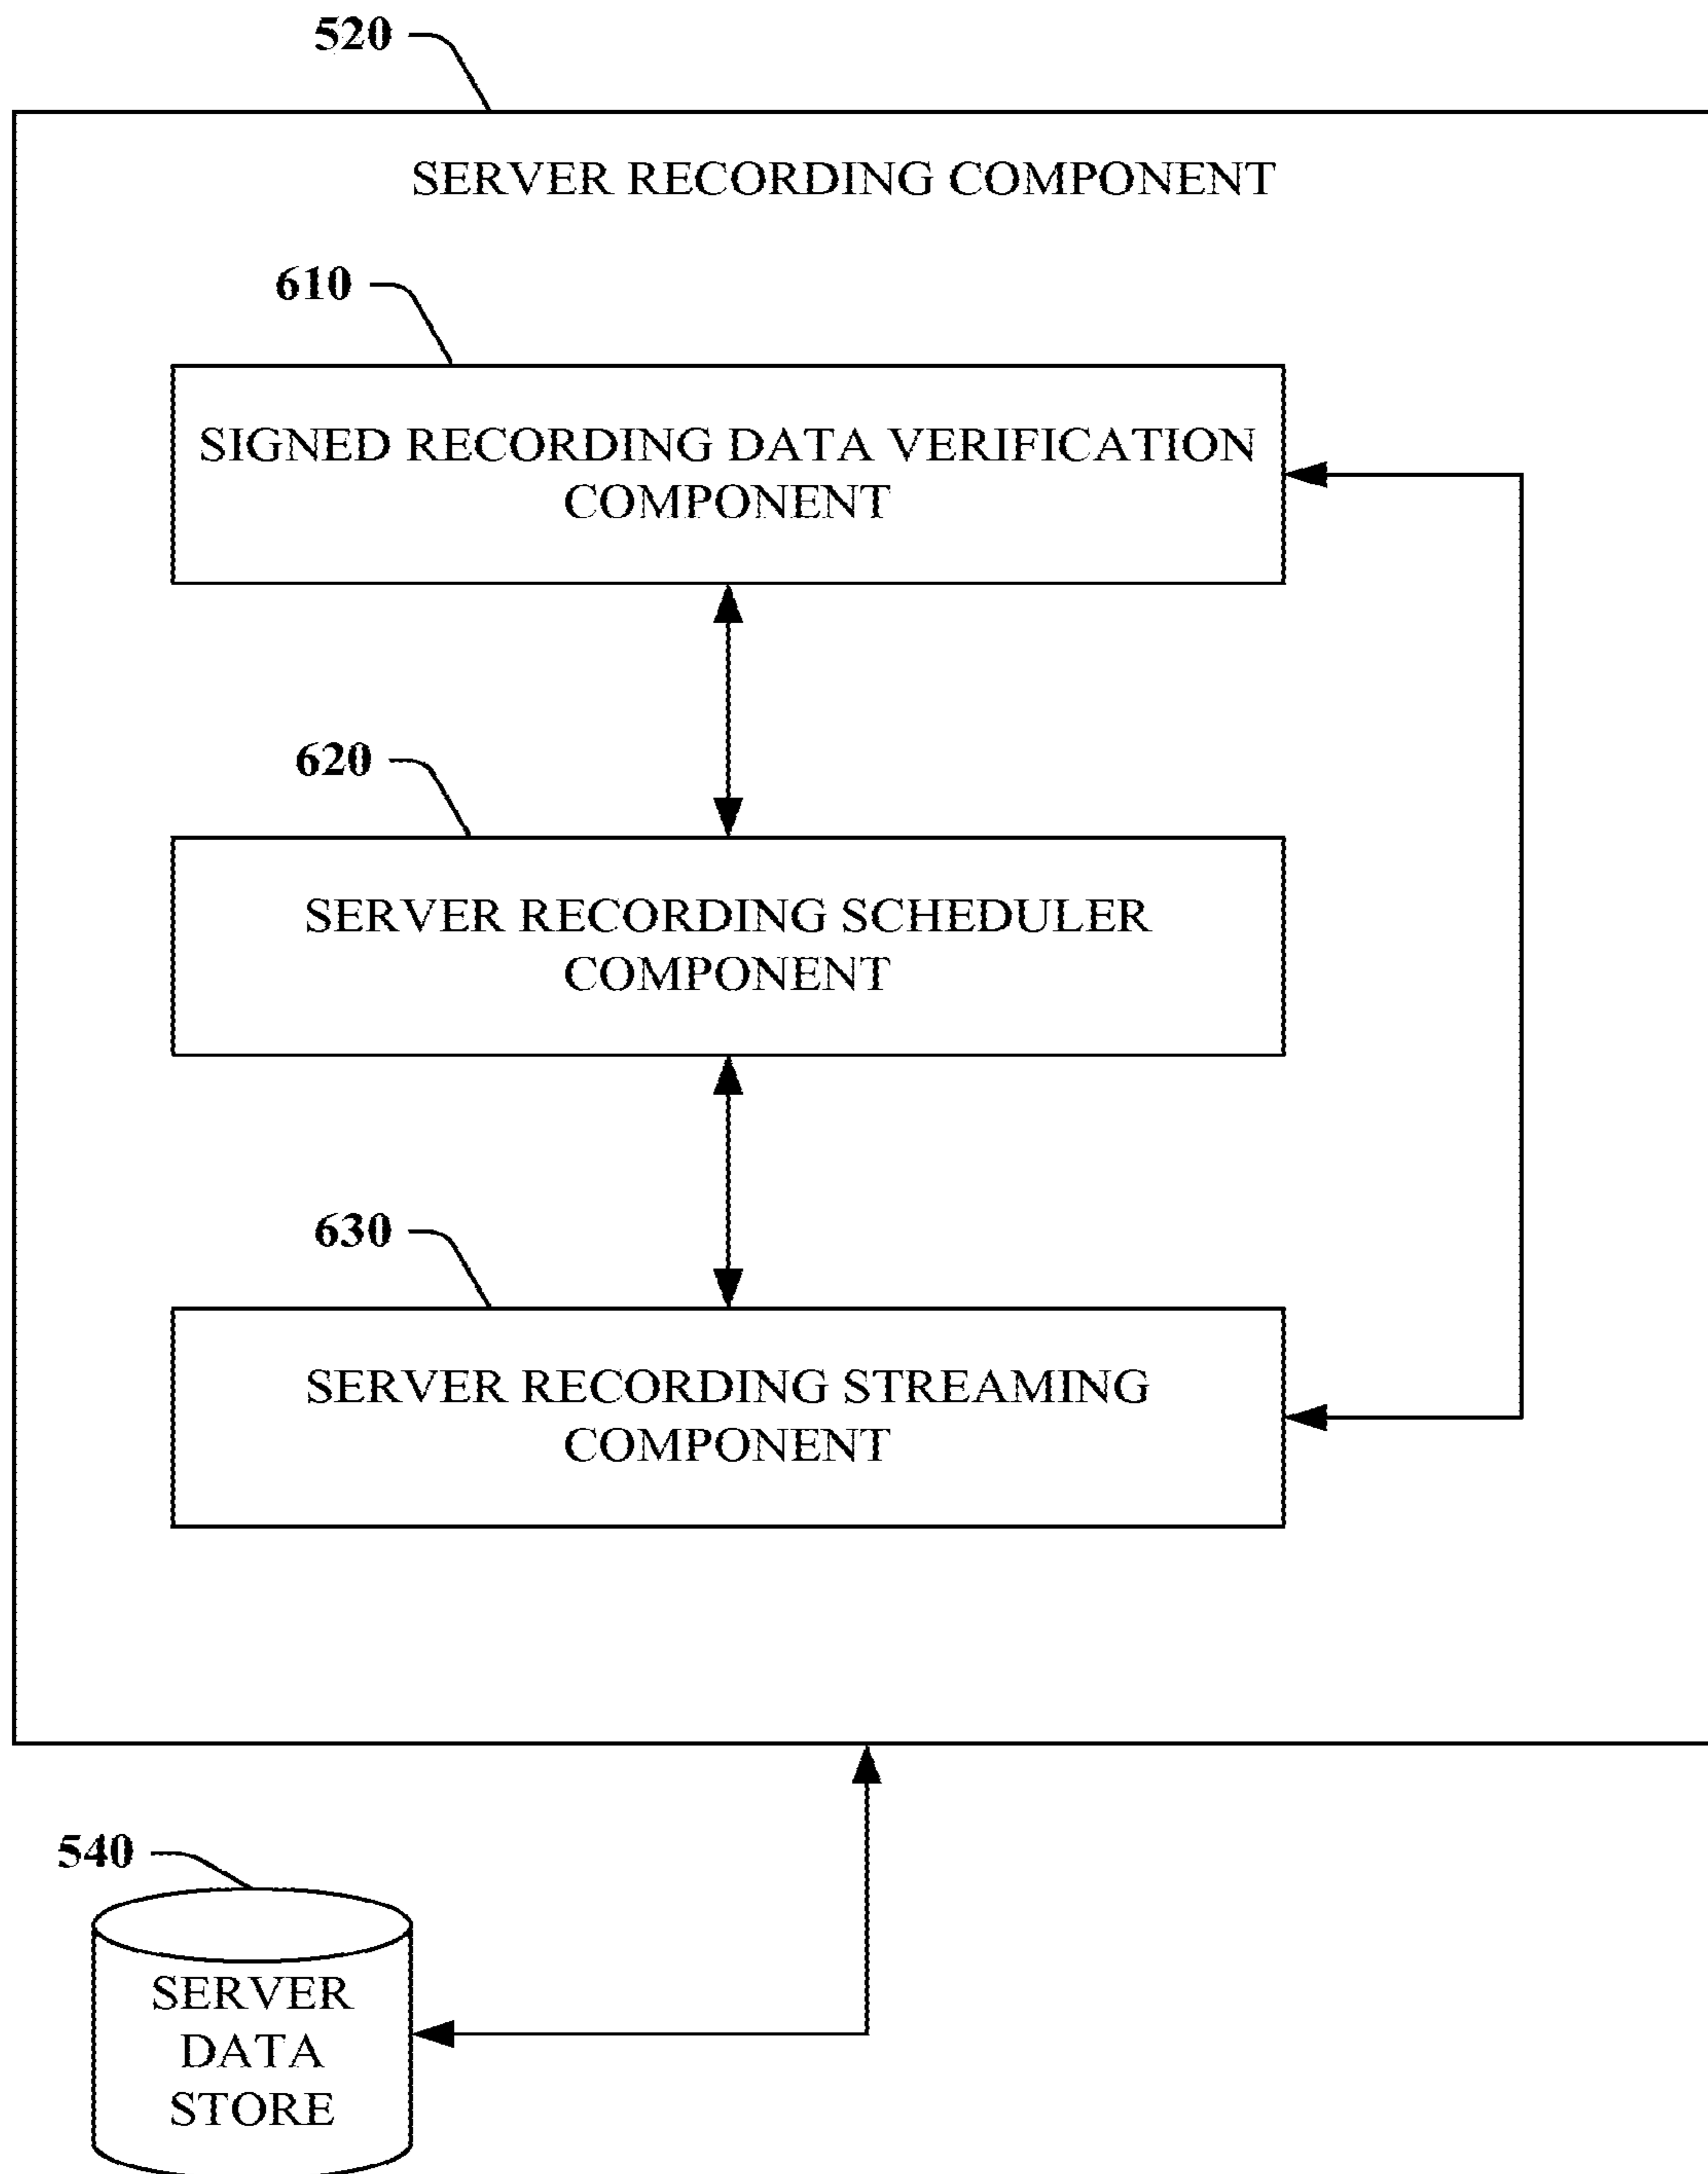 520
SERVER RECORDING COMPONENT
610
SIGNED RECORDING DATA VERIFICATION
COMPONENT
620
SERVER RECORDING SCHEDULER
COMPONENT
630
SERVER RECORDING STREAMING
COMPONENT
540
SERVER
DATA
STORE